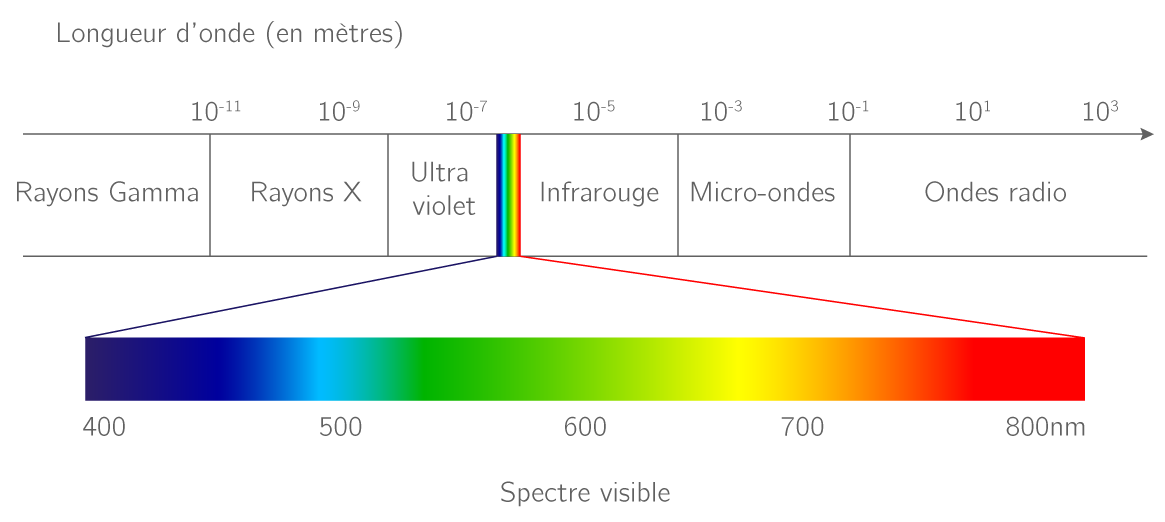 Longueur d'onde (en mètres)
10⁻¹¹ 10⁻⁹ 10⁻⁷ 10⁻⁵ 10⁻³ 10⁻¹ 10¹ 10³
Rayons Gamma Rayons X Ultra violet Infrarouge Micro-ondes Ondes radio
400 500 600 700 800nm
Spectre visible